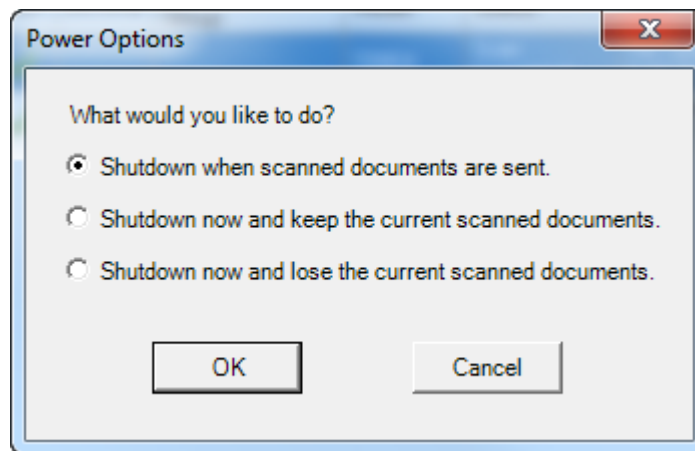 Power Options
What would you like to do?
Shutdown when scanned documents are sent.
Shutdown now and keep the current scanned documents.
Shutdown now and lose the current scanned documents.
OK
Cancel